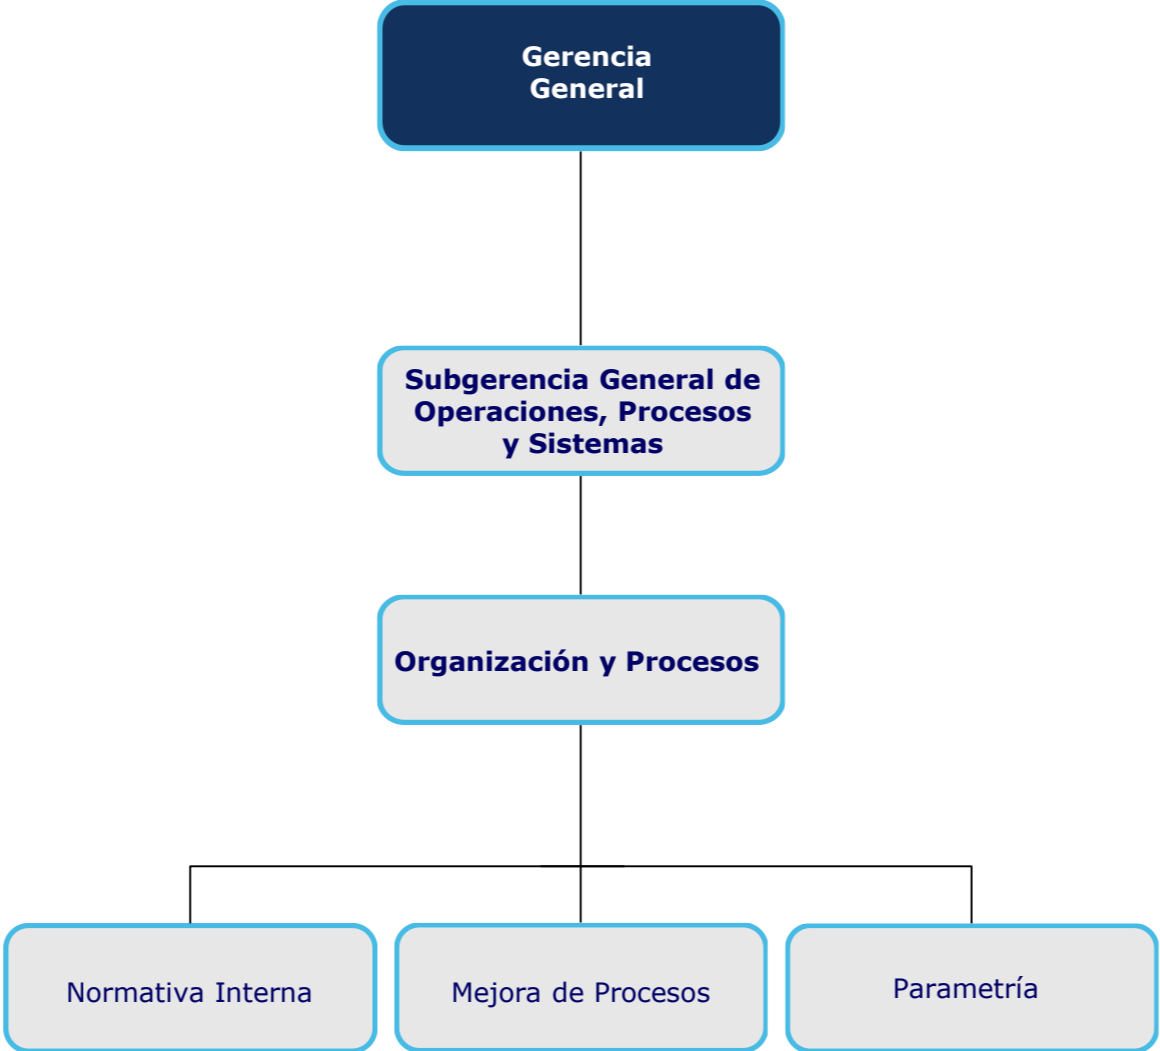 Gerencia
General
Subgerencia General de
Operaciones, Procesos
y Sistemas
Organización y Procesos
Normativa Interna
Mejora de Procesos
Parametría